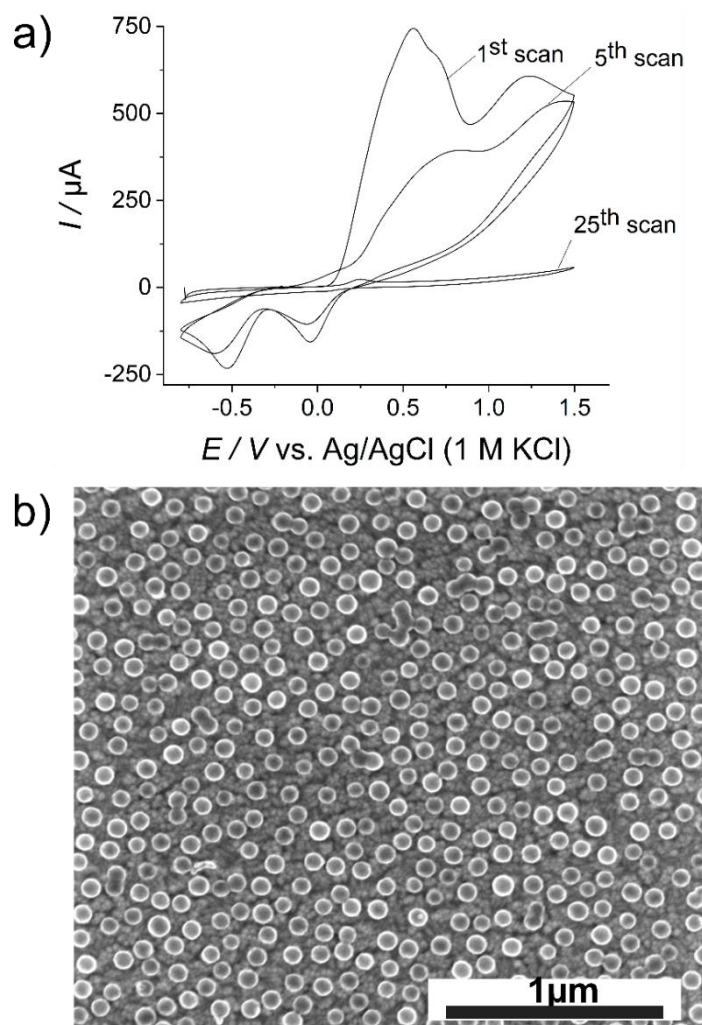 a)
750
1st scan
5th scan
500
I / µA
250
25th scan
0
-250
-0.5 0.0 0.5 1.0 1.5
E / V vs. Ag/AgCl (1 M KCl)
b)
1µm